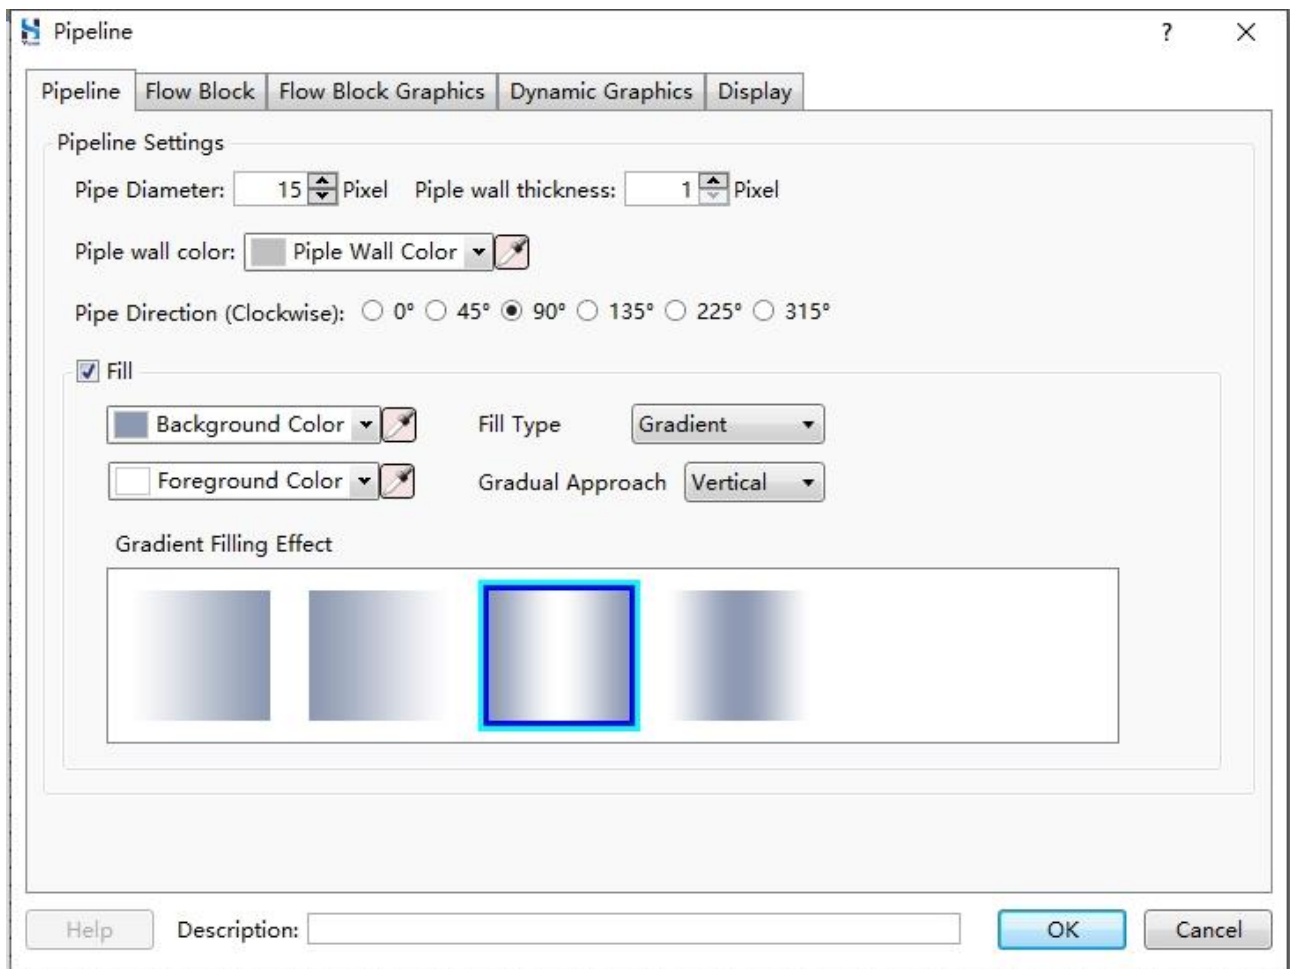 Pipeline ? ×
Pipeline Flow Block Flow Block Graphics Dynamic Graphics Display
Pipeline Settings
Pipe Diameter: 15 Pixel Piple wall thickness: 1 Pixel
Piple wall color: Piple Wall Color
Pipe Direction (Clockwise): 0° 45° 90° 135° 225° 315°
Fill
Background Color Fill Type Gradient
Foreground Color Gradual Approach Vertical
Gradient Filling Effect
Help Description: OK Cancel